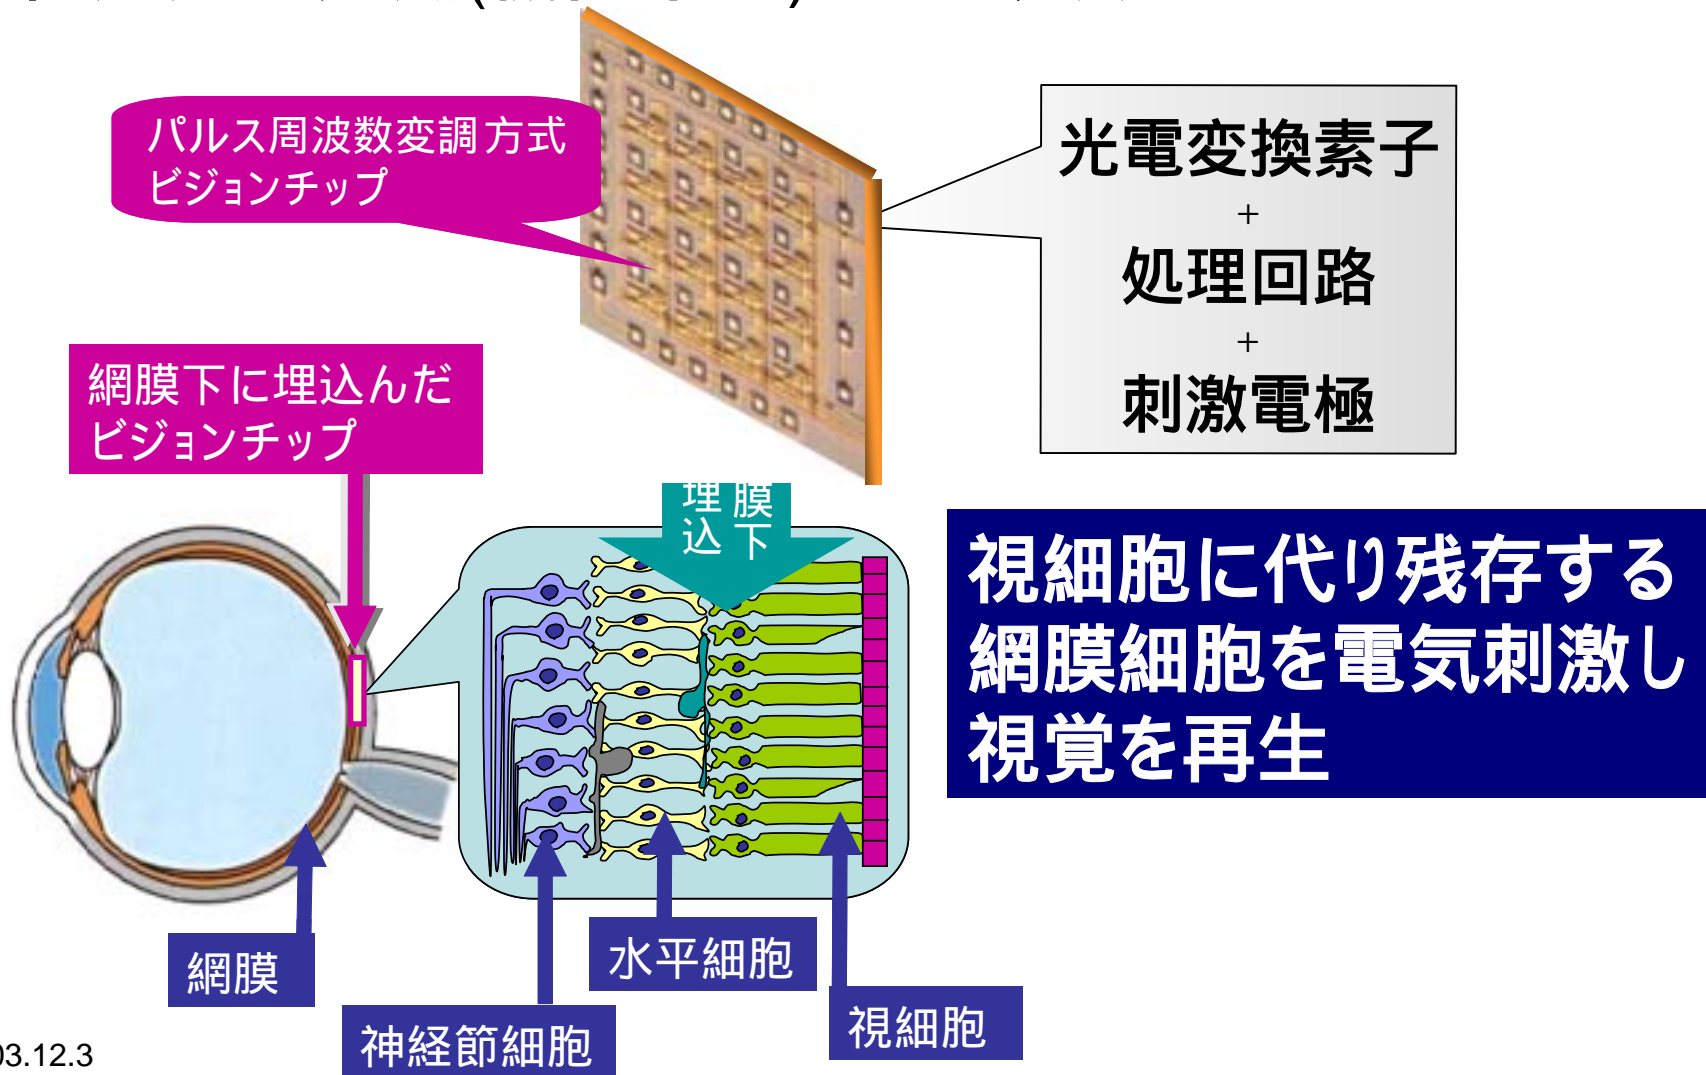 パルス周波数変調方式
ビジョンチップ
光電変換素子
+
処理回路
+
刺激電極
網膜下に埋込んだ
ビジョンチップ
膜下
埋込
視細胞に代り残存する
網膜細胞を電気刺激し
視覚を再生
網膜
水平細胞
神経節細胞
視細胞
03.12.3